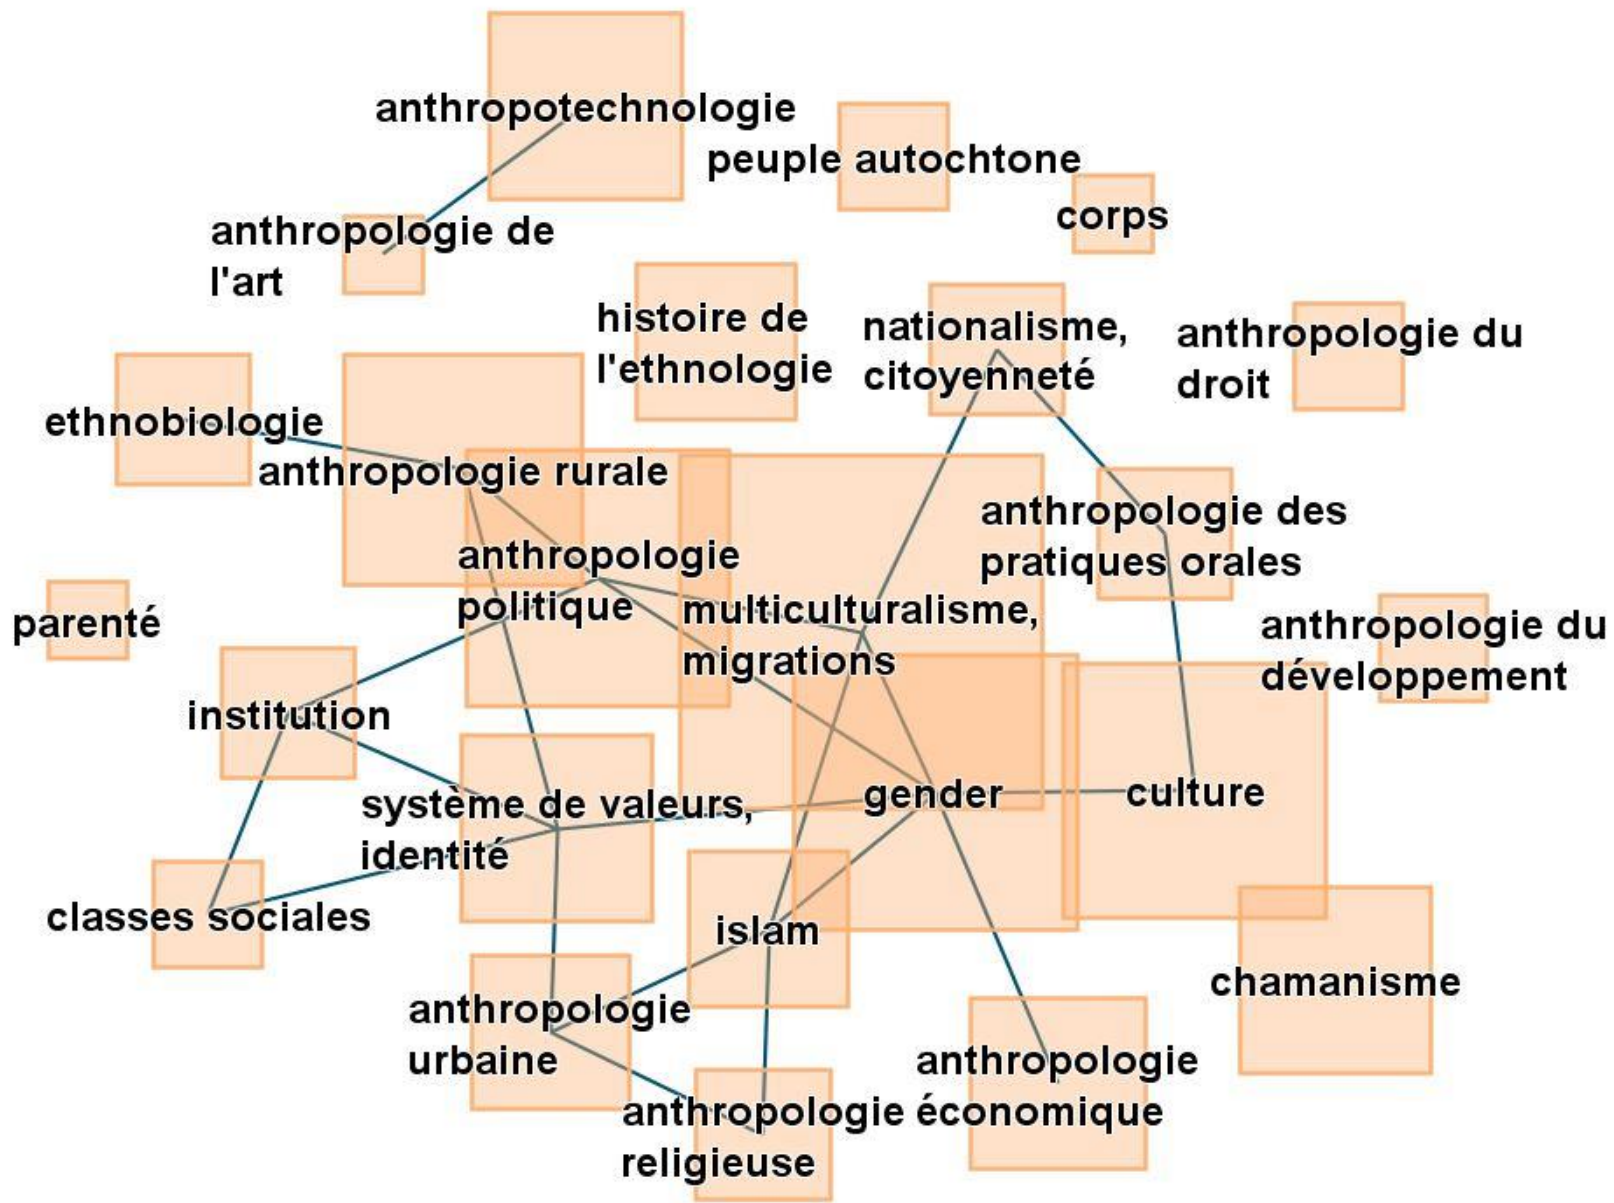 anthropotechnologie
peuple autochtone
corps
anthropologie de
l'art
histoire de
l'ethnologie
nationalisme,
citoyenneté
anthropologie du
droit
ethnobiologie
anthropologie rurale
anthropologie des
pratiques orales
anthropologie
politique
multiculturalisme,
migrations
parenté
anthropologie du
développement
institution
gender
culture
système de valeurs,
identité
classes sociales
islam
chamanisme
anthropologie
urbaine
anthropologie
économique
anthropologie
religieuse